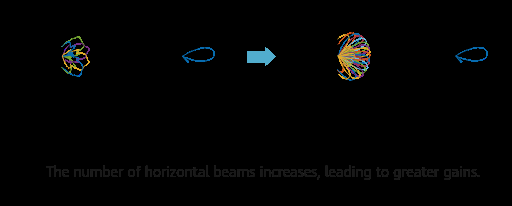 The number of horizontal beams increases, leading to greater gains.